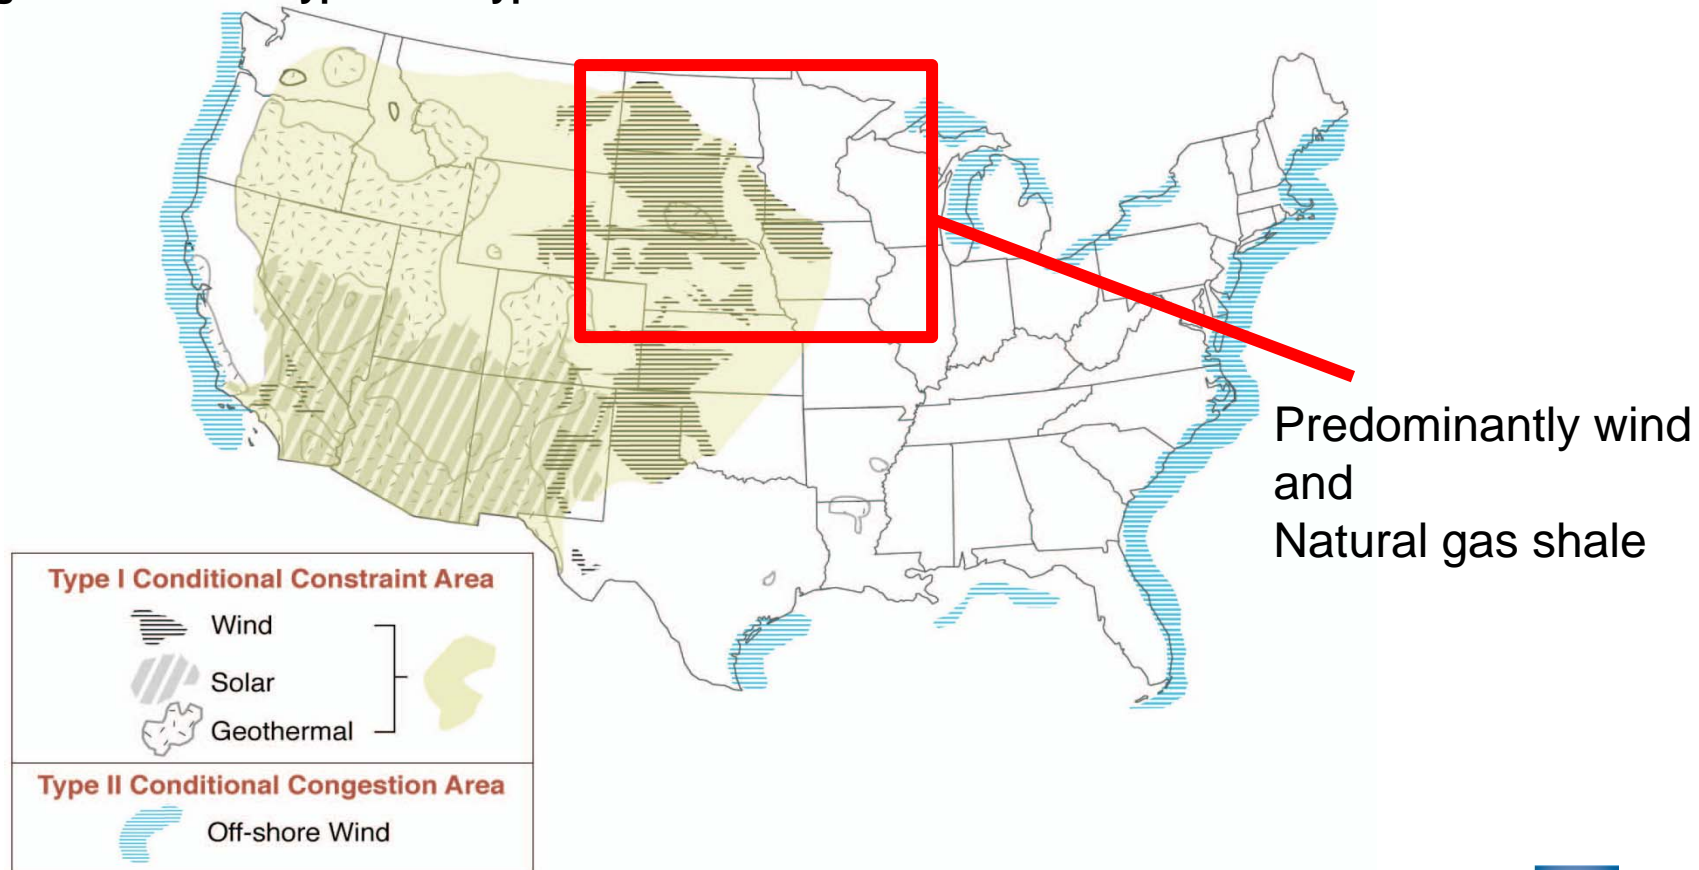 Predominantly wind
and
Natural gas shale
Type I Conditional Constraint Area
Wind
Solar
Geothermal
Type II Conditional Congestion Area
Off-shore Wind